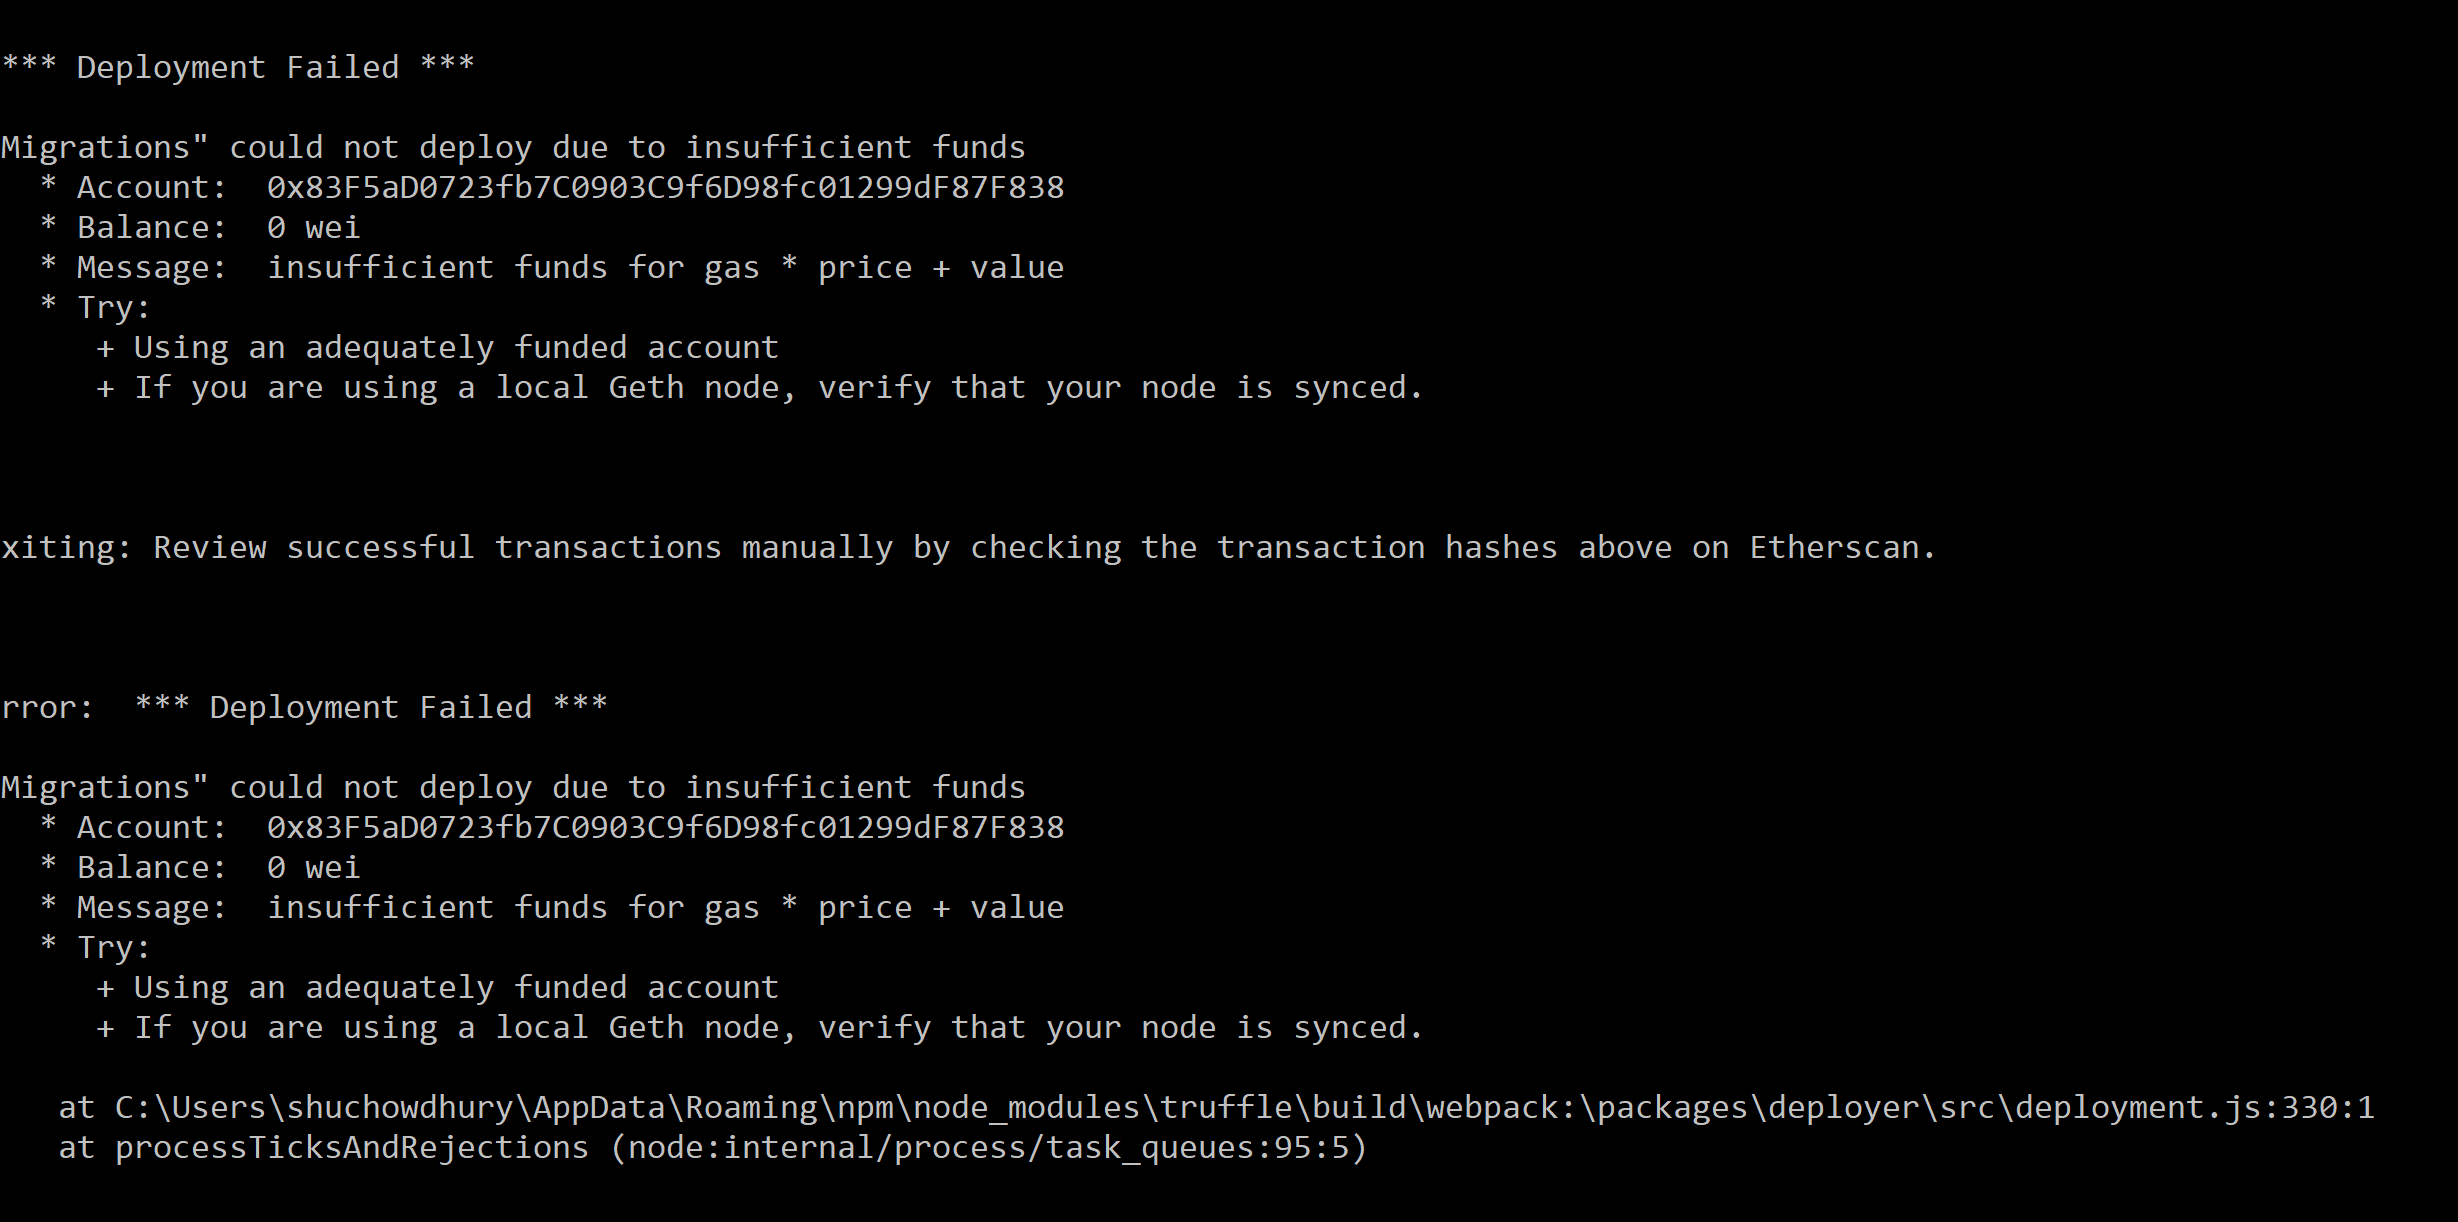 *** Deployment Failed ***
Migrations" could not deploy due to insufficient funds
* Account:  0x83F5aD0723fb7C0903C9f6D98fc01299dF87F838
* Balance:  0 wei
* Message:  insufficient funds for gas * price + value
* Try:
+ Using an adequately funded account
+ If you are using a local Geth node, verify that your node is synced.
xiting: Review successful transactions manually by checking the transaction hashes above on Etherscan.
rror:  *** Deployment Failed ***
Migrations" could not deploy due to insufficient funds
* Account:  0x83F5aD0723fb7C0903C9f6D98fc01299dF87F838
* Balance:  0 wei
* Message:  insufficient funds for gas * price + value
* Try:
+ Using an adequately funded account
+ If you are using a local Geth node, verify that your node is synced.
at C:\Users\shuchowdhury\AppData\Roaming\npm\node_modules\truffle\build\webpack:\packages\deployer\src\deployment.js:330:1
at processTicksAndRejections (node:internal/process/task_queues:95:5)